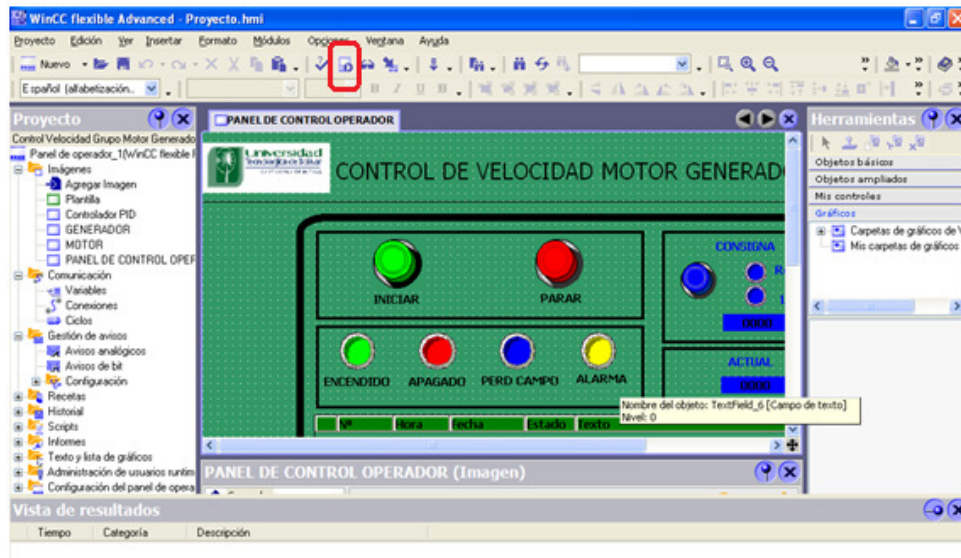 WinCC flexible Advanced - Proyecto.hmi
Proyecto Edición Ver Insertar Formato Módulos Opciones Ventana Ayuda
Nuevo
Español (alfabetización..
Proyecto
PANEL DE CONTROL OPERADOR
Herramientas
Control Velocidad Grupo Motor Generado
Panel de operador_1(WinCC flexible
Imágenes
Agregar Imagen
Plantilla
Controlador PID
GENERADOR
MOTOR
PANEL DE CONTROL OPER
Comunicación
Variables
Conexiones
Ciclos
Gestión de avisos
Avisos analógicos
Avisos de bit
Configuración
Recetas
Historial
Scripts
Informes
Texto y lista de gráficos
Administración de usuarios runtim
Configuración del panel de opera
Universidad
Tecnológica de Bolívar
CONTROL DE VELOCIDAD MOTOR GENERAD
INICIAR PARAR
CONSIGNA
0000
ENCENDIDO APAGADO PERD CAMPO ALARMA
ACTUAL
0000
Nº Hora Fecha Estado Texto
Nombre del objeto: TextField_6 [Campo de texto]
Nivel: 0
Objetos básicos
Objetos ampliados
Mis controles
Gráficos
Carpetas de gráficos de
Mis carpetas de gráficos
PANEL DE CONTROL OPERADOR (Imagen)
Vista de resultados
Tiempo Categoría Descripción